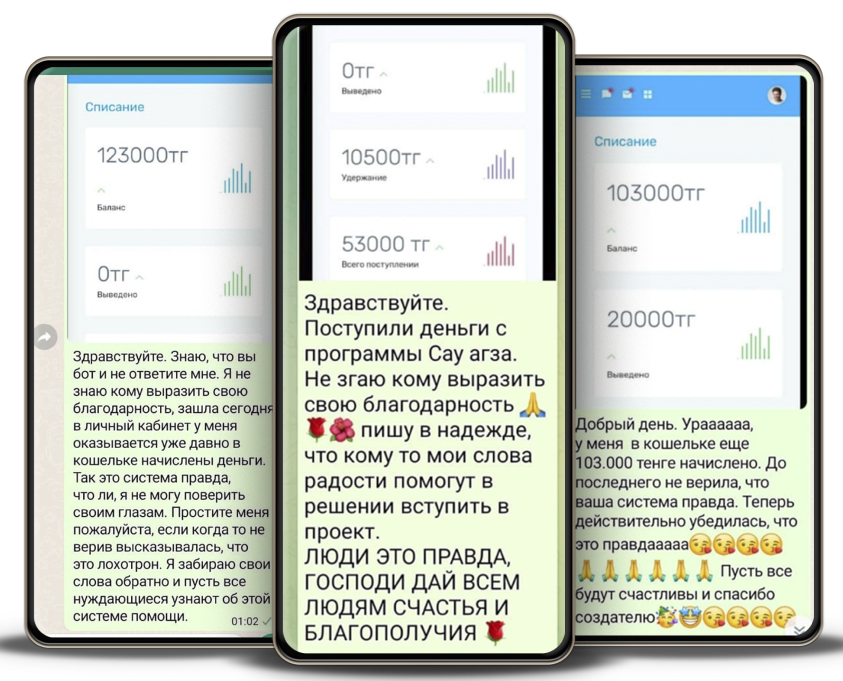 Списание
123000тг
Баланс
0тг
Выведено
Здравствуйте. Знаю, что вы
бот и не ответите мне. Я не
знаю кому выразить свою
благодарность, зашла сегодня
в личный кабинет у меня
оказывается уже давно в
кошельке начислены деньги.
Так это система правда,
что ли, я не могу поверить
своим глазам. Простите меня
пожалуйста, если когда то не
верив высказывалась, что
это лохотрон. Я забираю свои
слова обратно и пусть все
нуждающиеся узнают об этой
системе помощи.
01:02
0тг
Выведено
10500тг
Удержание
53000 тг
Всего поступлении
Здравствуйте.
Поступили деньги с
программы Сау агза.
Не згаю кому выразить
свою благодарность 🙏
🌹🌺 пишу в надежде,
что кому то мои слова
радости помогут в
решении вступить в
проект.
ЛЮДИ ЭТО ПРАВДА,
ГОСПОДИ ДАЙ ВСЕМ
ЛЮДЯМ СЧАСТЬЯ И
БЛАГОПОЛУЧИЯ 🌹
Списание
103000тг
Баланс
20000тг
Выведено
Добрый день. Урааааaa,
у меня в кошельке еще
103.000 тенге начислено. До
последнего не верила, что
ваша система правда. Теперь
действительно убедилась, что
это правдааааа😘😘😘😘
🙏🙏🙏🙏🙏🙏 Пусть все
будут счастливы и спасибо
создателю🥳🤩😘😘😘😘